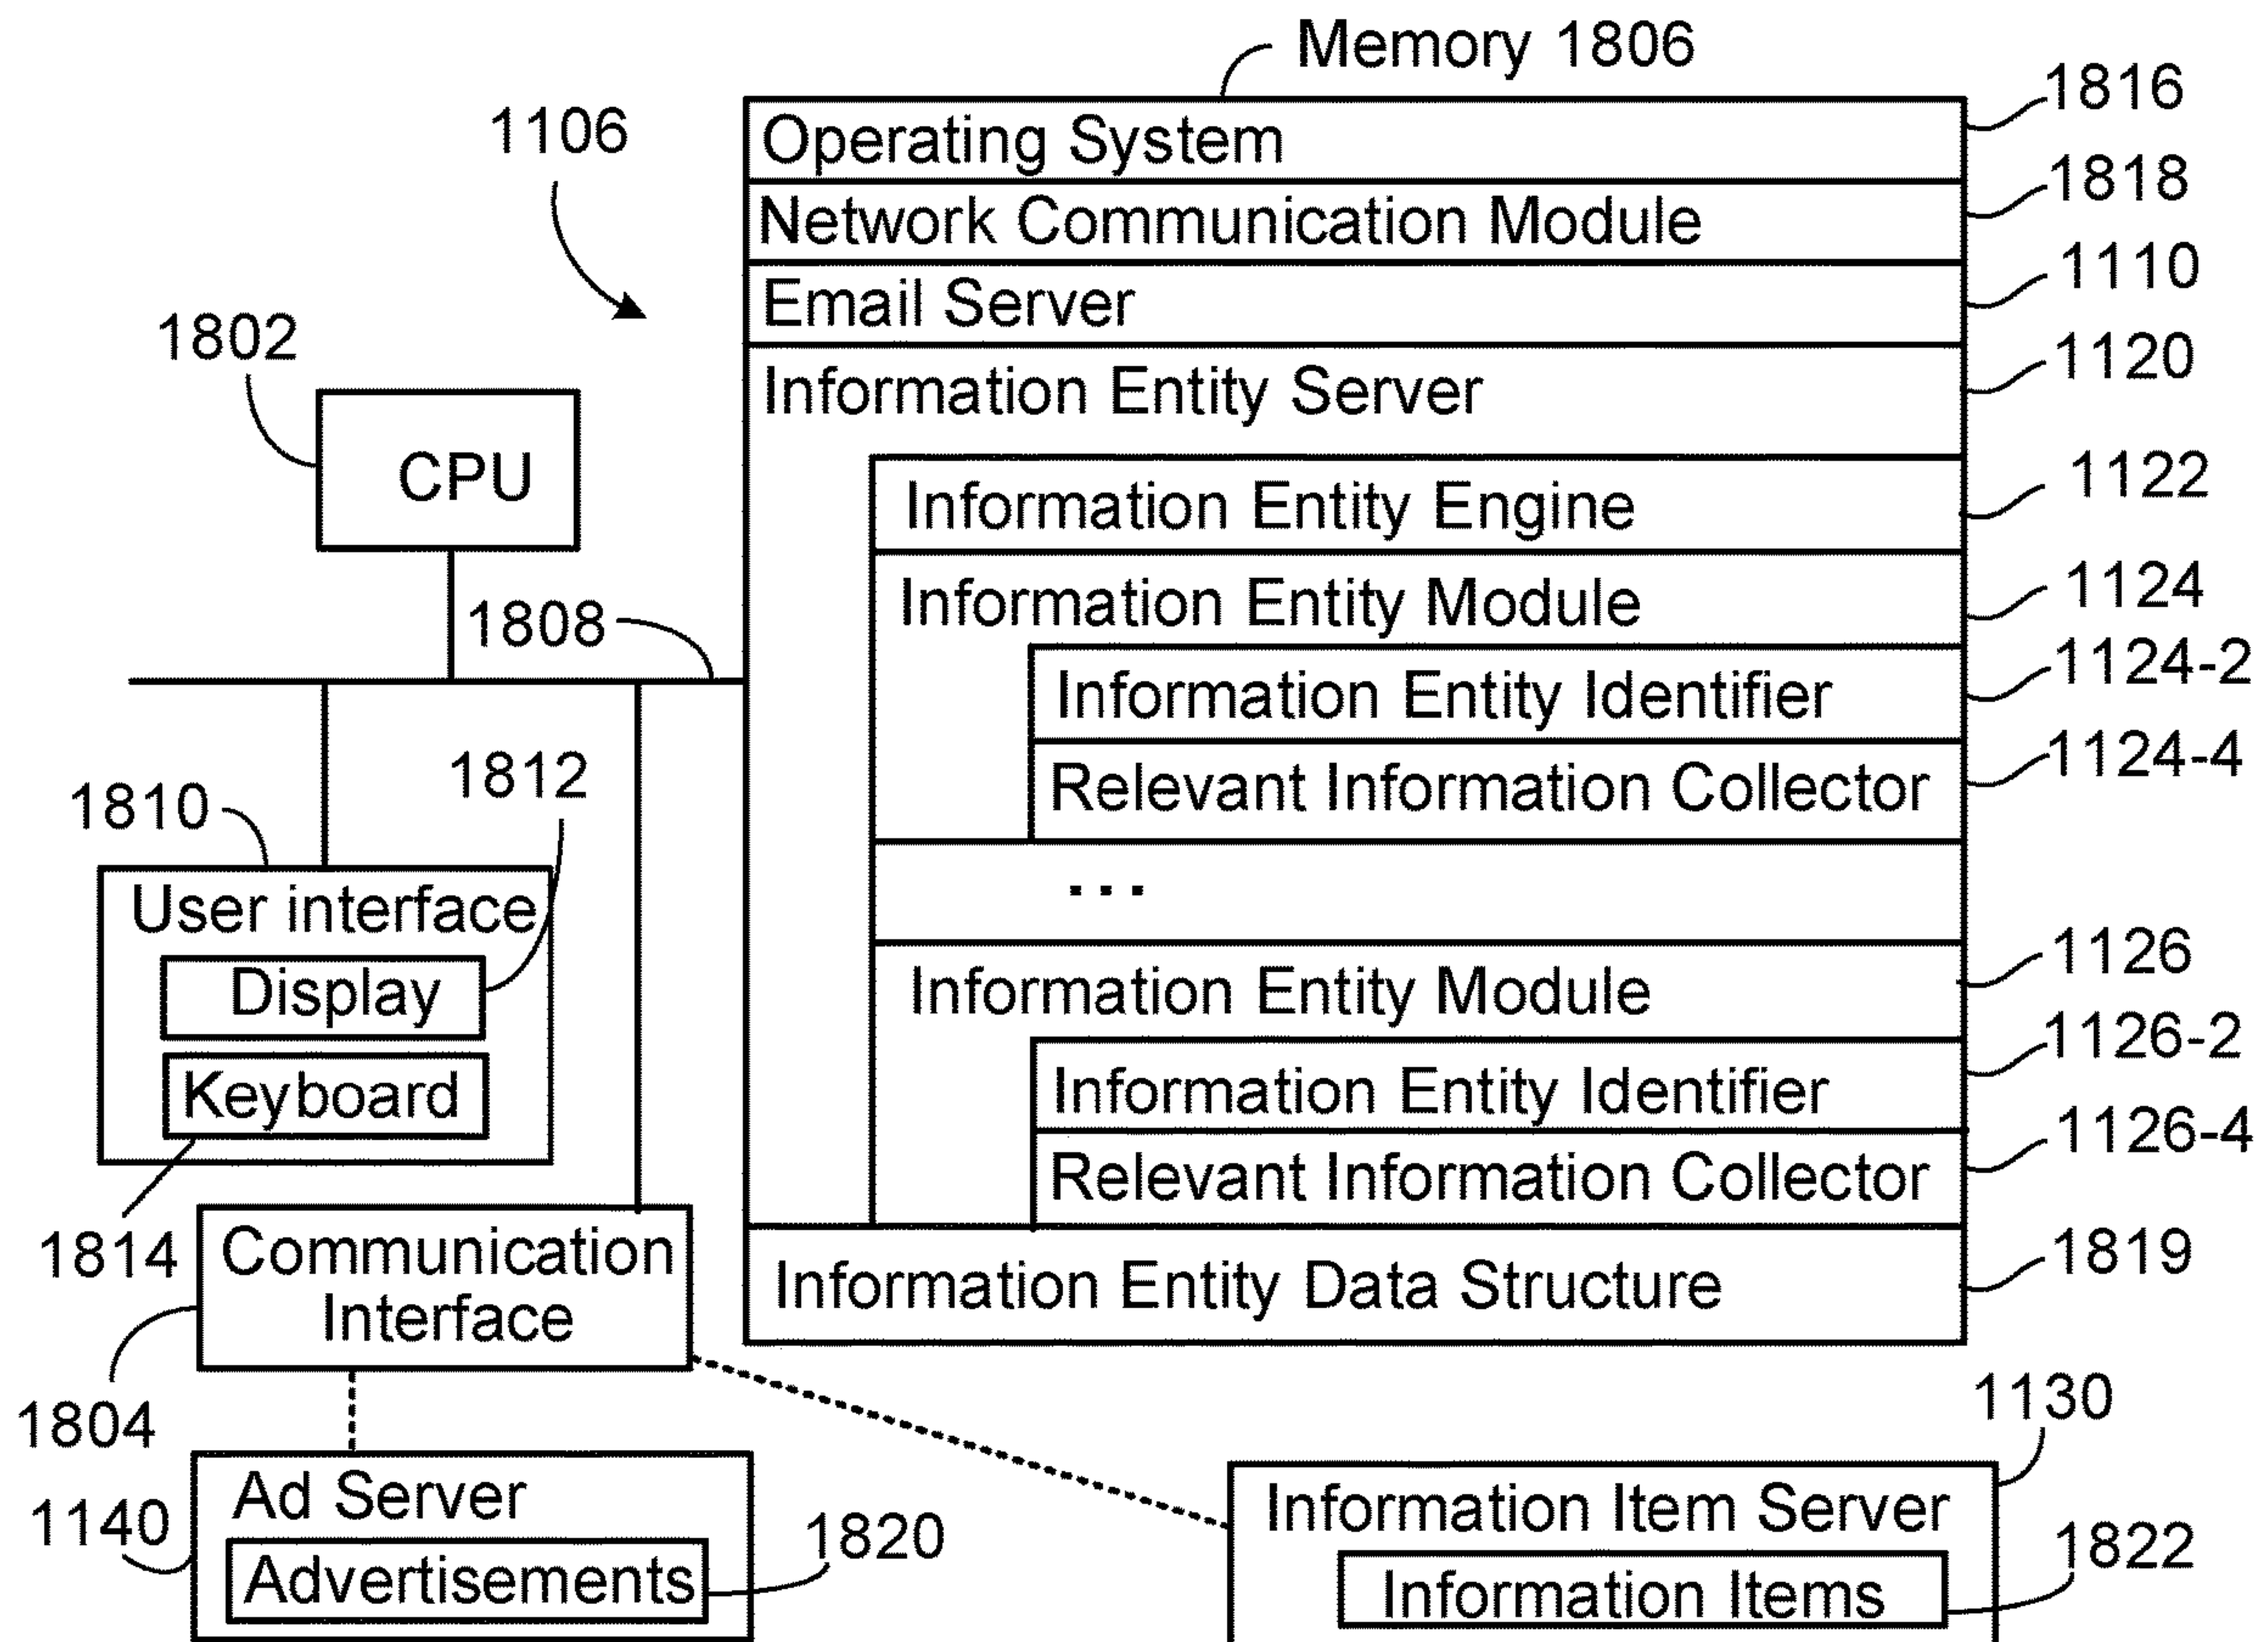 Memory 1806
1816
1106
Operating System
1818
Network Communication Module
1110
Email Server
1802
1120
Information Entity Server
CPU
1122
Information Entity Engine
1124
Information Entity Module
1808
1124-2
Information Entity Identifier
1124-4
1812
Relevant Information Collector
1810
...
User interface
1126
Display
Information Entity Module
1126-2
Keyboard
Information Entity Identifier
1126-4
Relevant Information Collector
1814
Communication
Interface
1819
Information Entity Data Structure
1804
1130
Ad Server
1140
Advertisements
1820
Information Item Server
1822
Information Items